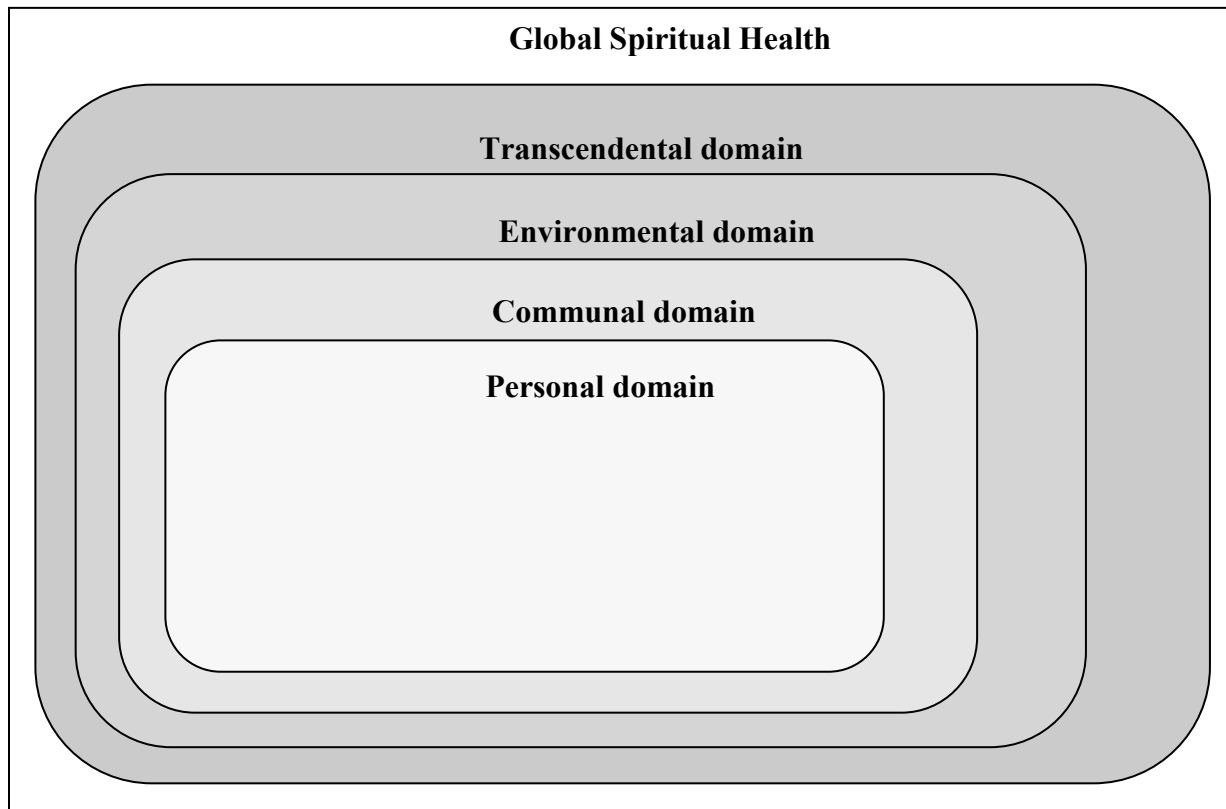 Global Spiritual Health
Transcendental domain
Environmental domain
Communal domain
Personal domain